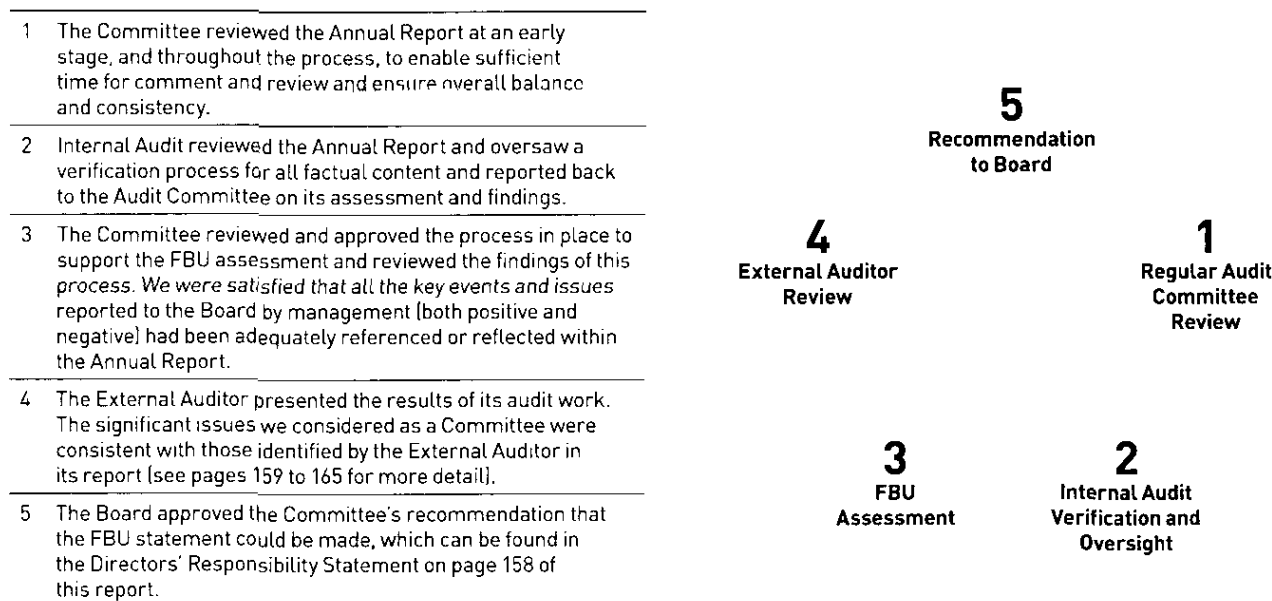 1 The Committee reviewed the Annual Report at an early
stage, and throughout the process, to enable sufficient
time for comment and review and ensure overall balance
and consistency.
2 Internal Audit reviewed the Annual Report and oversaw a
verification process for all factual content and reported back
to the Audit Committee on its assessment and findings.
3 The Committee reviewed and approved the process in place to
support the FBU assessment and reviewed the findings of this
process. We were satisfied that all the key events and issues
reported to the Board by management (both positive and
negative) had been adequately referenced or reflected within
the Annual Report.
4 The External Auditor presented the results of its audit work.
The significant issues we considered as a Committee were
consistent with those identified by the External Auditor in
its report (see pages 159 to 165 for more detail).
5 The Board approved the Committee's recommendation that
the FBU statement could be made, which can be found in
the Directors' Responsibility Statement on page 158 of
this report.
5
Recommendation
to Board
4
External Auditor
Review
1
Regular Audit
Committee
Review
3
FBU
Assessment
2
Internal Audit
Verification and
Oversight